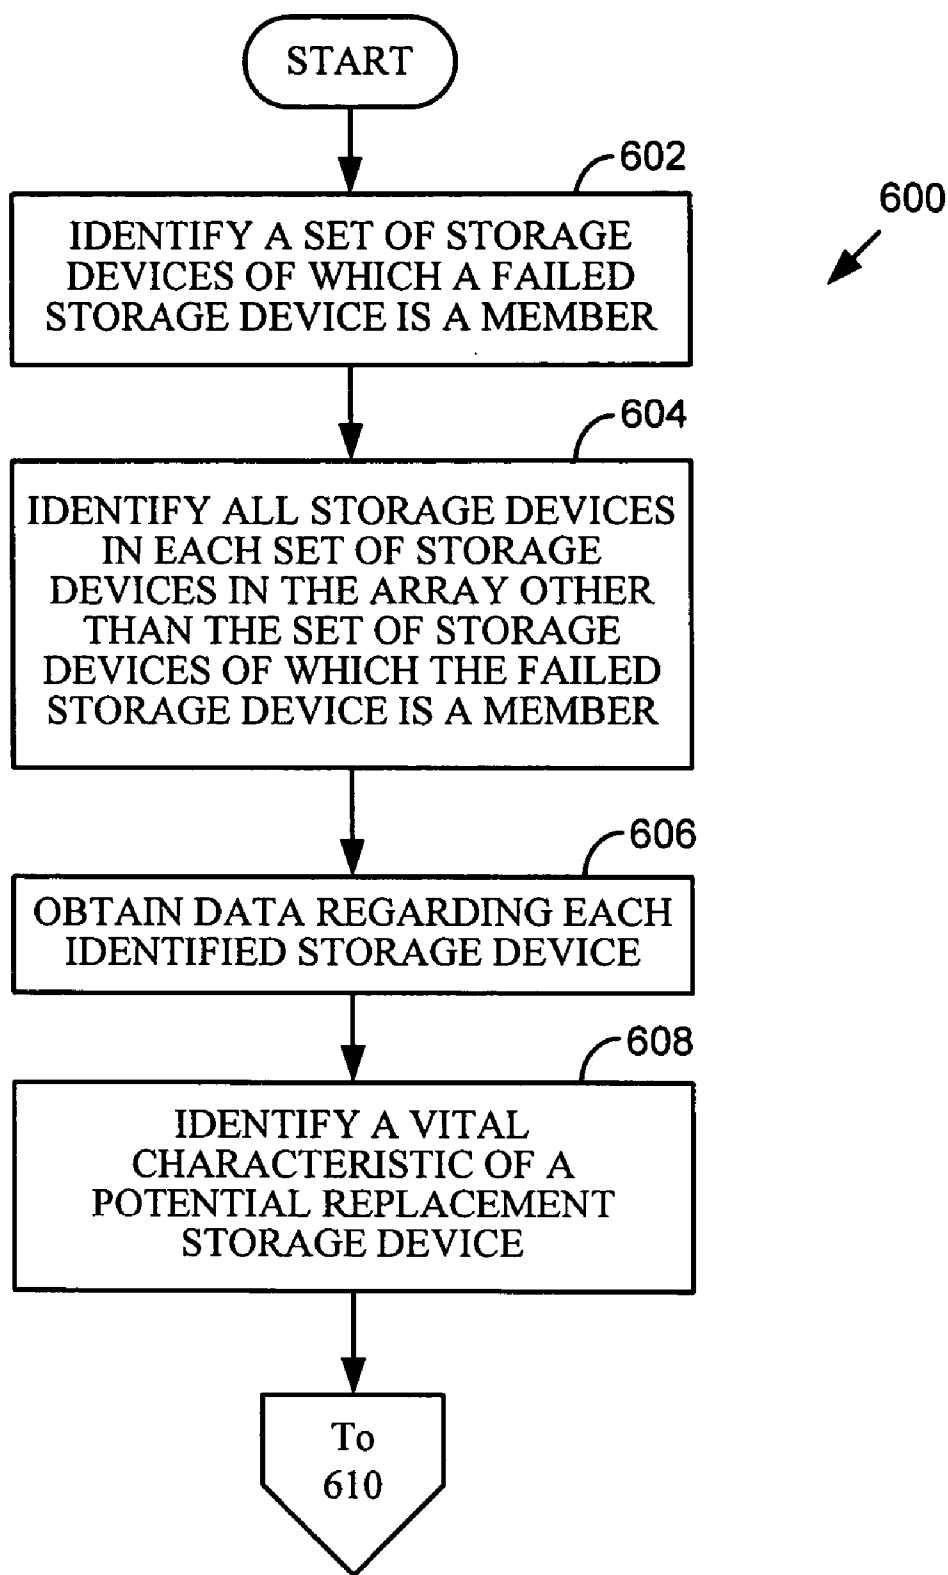 START
602
600
IDENTIFY A SET OF STORAGE
DEVICES OF WHICH A FAILED
STORAGE DEVICE IS A MEMBER
604
IDENTIFY ALL STORAGE DEVICES
IN EACH SET OF STORAGE
DEVICES IN THE ARRAY OTHER
THAN THE SET OF STORAGE
DEVICES OF WHICH THE FAILED
STORAGE DEVICE IS A MEMBER
606
OBTAIN DATA REGARDING EACH
IDENTIFIED STORAGE DEVICE
608
IDENTIFY A VITAL
CHARACTERISTIC OF A
POTENTIAL REPLACEMENT
STORAGE DEVICE
To
610